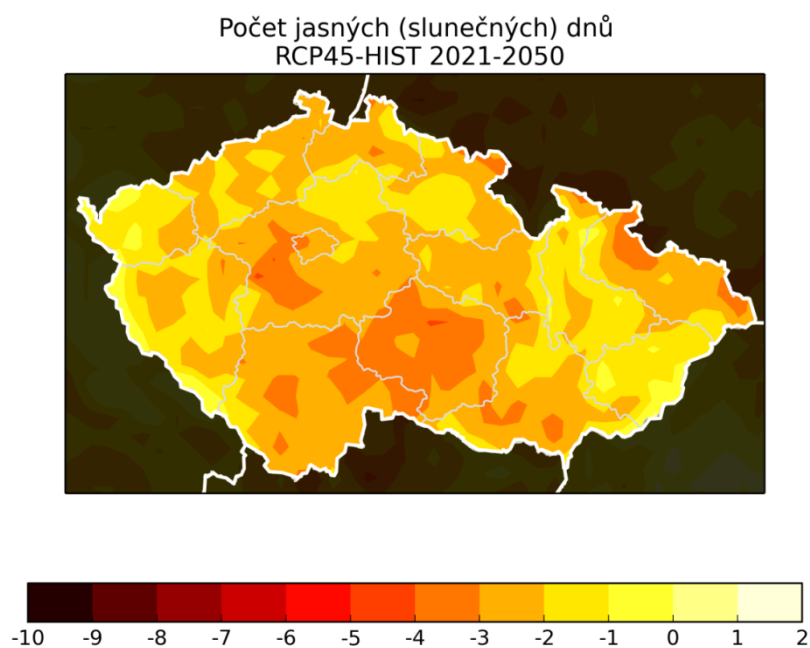 Počet jasných (slunečných) dnů
RCP45-HIST 2021-2050
-10 -9 -8 -7 -6 -5 -4 -3 -2 -1 0 1 2